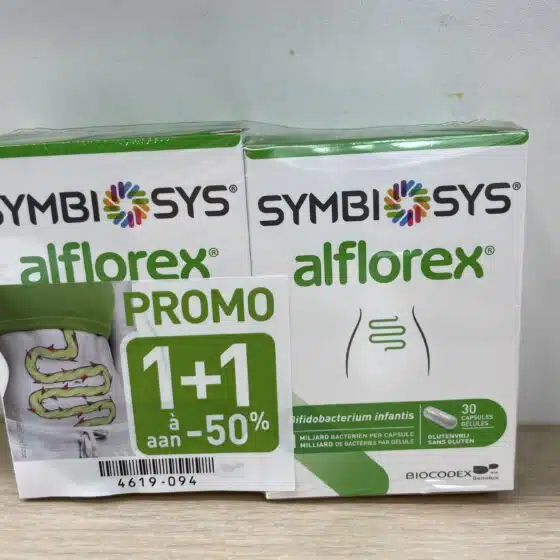 SYMBIOSYS®
alflorex®
PROMO
1+1
à
aan -50%
4619-094
SYMBIOSYS®
alflorex®
Bifidobacterium infantis
MILJARD BACTERIËN PER CAPSULE
MILLIARD DE BACTÉRIES PAR GÉLULE
30
CAPSULES
GÉLULES
GLUTENVRIJ
SANS GLUTEN
BIOCODEX